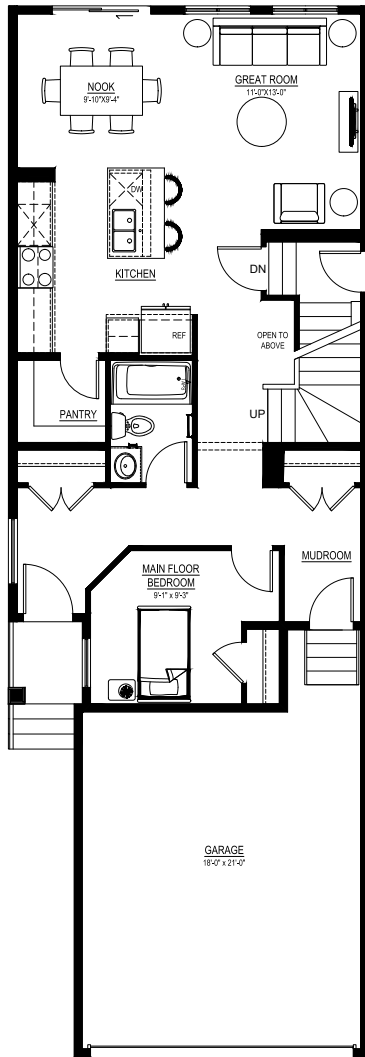 NOOK
9'-10"X9'-4"
GREAT ROOM
11'-0"X13'-0"
DW
KITCHEN
DN
REF
OPEN TO
ABOVE
PANTRY
UP
MUDROOM
MAIN FLOOR
BEDROOM
9'-1" x 9'-3"
GARAGE
18'-0" x 21'-0"